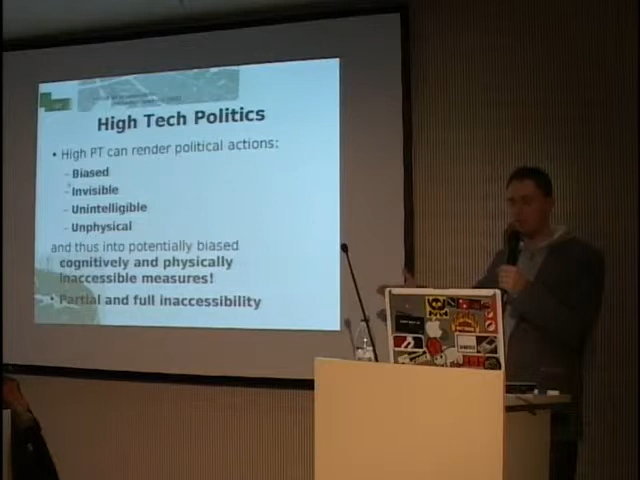 High Tech Politics
• High PT can render political actions:
– Biased
– Invisible
– Unintelligible
– Unphysical
and thus into potentially biased
cognitively and physically
inaccessible measures!
• Partial and full inaccessibility